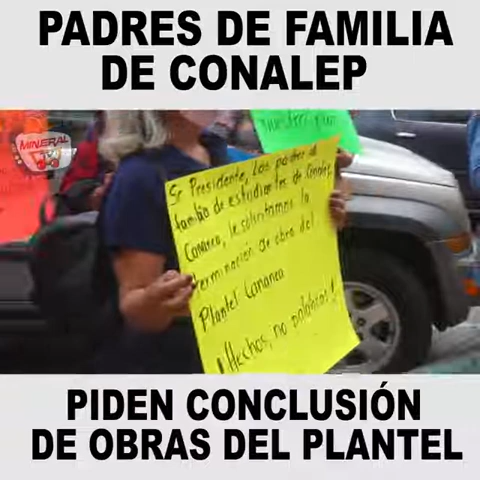 PADRES DE FAMILIA
DE CONALEP
MINERAL
Sr Presidente, Los padres d
familia de estudiantes de Conalep
Cananea, le solicitamos la
terminación de obra del
Plantel Cananea
¡Hechos, no palabras!
PIDEN CONCLUSIÓN
DE OBRAS DEL PLANTEL